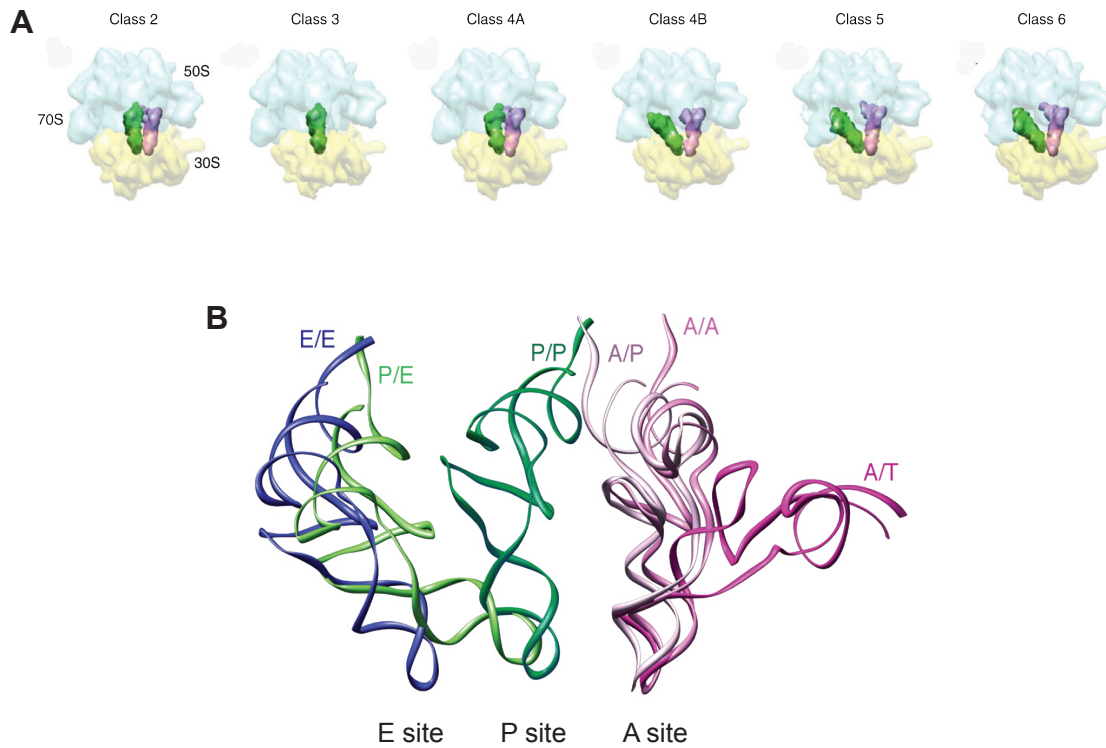 A
Class 2 Class 3 Class 4A Class 4B Class 5 Class 6
50S
70S
30S
B
E/E P/E P/P A/P A/A
A/T
E site P site A site